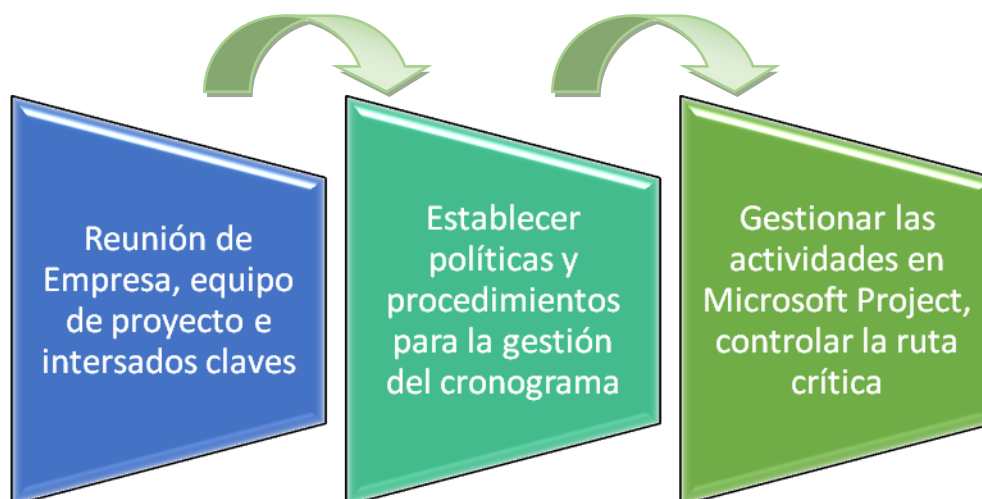 Reunión de
Empresa, equipo
de proyecto e
intersados claves
Establecer
políticas y
procedimientos
para la gestión
del cronograma
Gestionar las
actividades en
Microsoft Project,
controlar la ruta
crítica